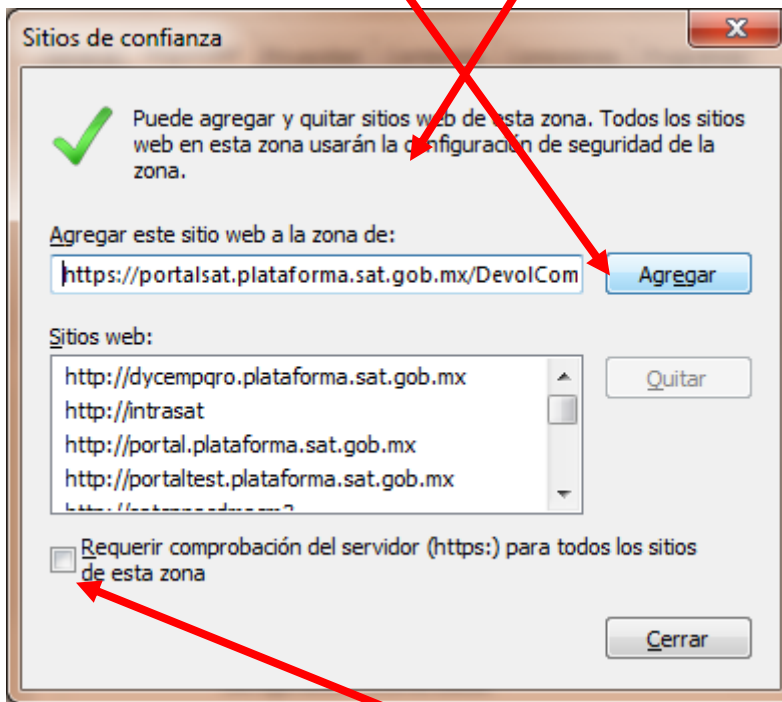 Sitios de confianza
Puede agregar y quitar sitios web de esta zona. Todos los sitios
web en esta zona usarán la configuración de seguridad de la
zona.
Agregar este sitio web a la zona de:
https://portalsat.plataforma.sat.gob.mx/DevolCom
Agregar
Sitios web:
http://dycempqro.plataforma.sat.gob.mx
http://intrasat
http://portal.plataforma.sat.gob.mx
http://portaltest.plataforma.sat.gob.mx
Quitar
Requerir comprobación del servidor (https:) para todos los sitios
de esta zona
Cerrar